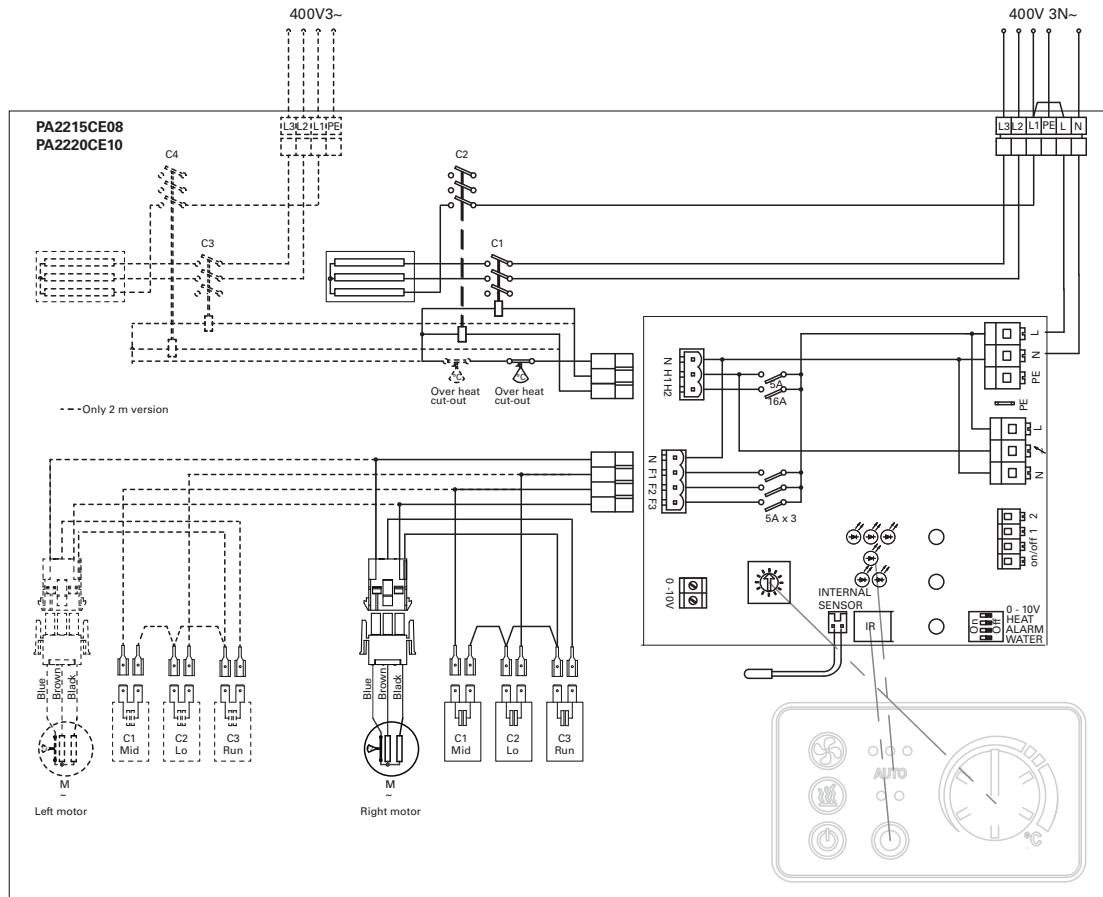 400V3~
400V 3N~
PA2215CE08
PA2220CE10
L3 L2 L1 PE
L3 L2 L1 PE L N
C4
C2
C3
C1
°C
°C
Over heat
cut-out
Over heat
cut-out
--- Only 2 m version
N H1 H2
5A
16A
L
N
PE
PE
L
N
N F1 F2 F3
5A x 3
on/off 1 2
0 -10V
INTERNAL
SENSOR
IR
On
Off
0 - 10V
HEAT
ALARM
WATER
Blue
Brown
Black
C1
Mid
C2
Lo
C3
Run
M
~
Left motor
Blue
Brown
Black
C1
Mid
C2
Lo
C3
Run
M
~
Right motor
AUTO
°C